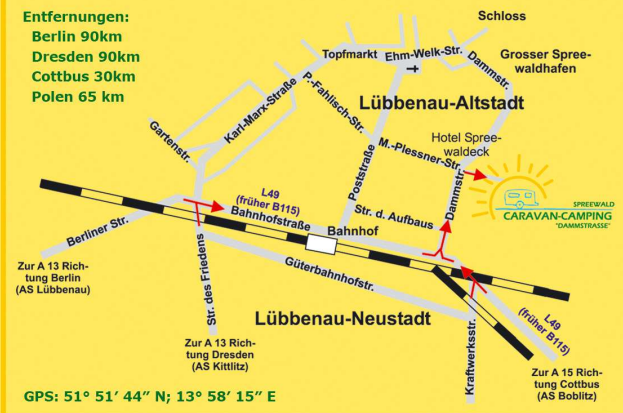 Entfernungen:
Berlin 90km
Dresden 90km
Cottbus 30km
Polen 65 km
Schloss
Topfmarkt
Ehm-Welk-Str.
Dammstr.
Grosser Spree-
waldhafen
Karl-Marx-Straße
P.-Fahlisch-Str.
Lübbenau-Altstadt
Gartenstr.
Hotel Spree-
waldeck
M.-Plessner-Str.
Poststraße
Dammstr.
SPREEWALD
CARAVAN-CAMPING
"DAMMSTRASSE"
L49
(früher B115)
Bahnhofstraße
Str. d. Aufbaus
Bahnhof
Berliner Str.
Zur A 13 Rich-
tung Berlin
(AS Lübbenau)
Str. des Friedens
Güterbahnhofstr.
Lübbenau-Neustadt
L49
(früher B115)
Kraftwerksstr.
Zur A 13 Rich-
tung Dresden
(AS Kittlitz)
Zur A 15 Rich-
tung Cottbus
(AS Boblitz)
GPS: 51° 51′ 44″ N; 13° 58′ 15″ E